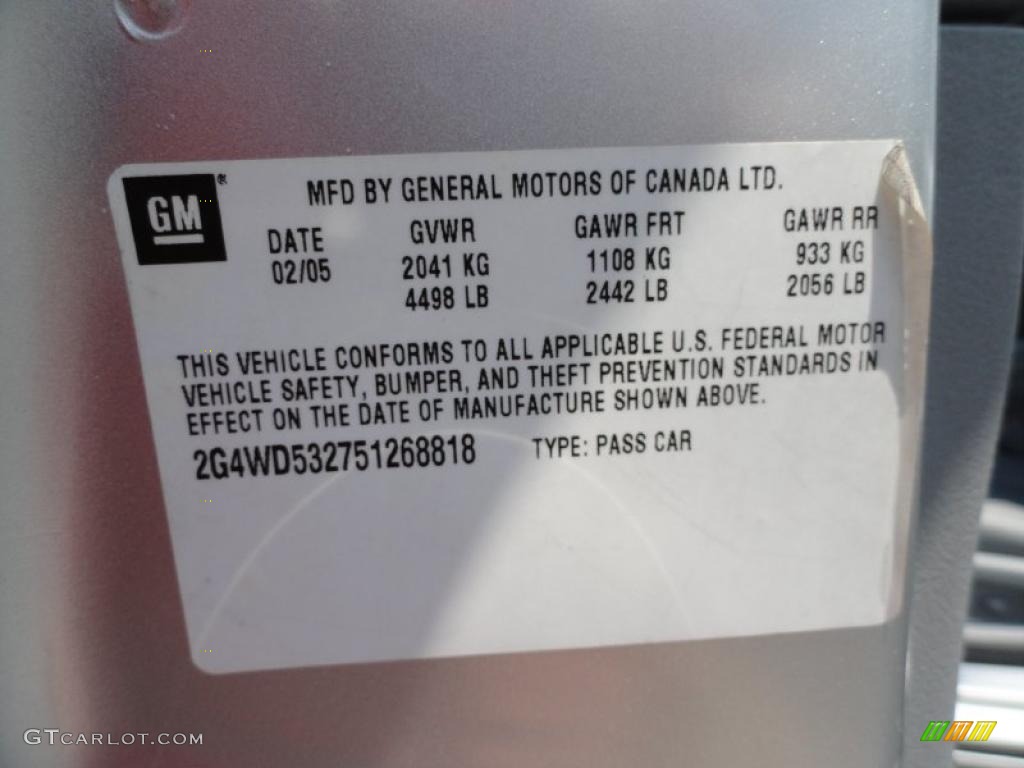 GM®
MFD BY GENERAL MOTORS OF CANADA LTD.
DATE GVWR GAWR FRT GAWR RR
02/05 2041 KG 1108 KG 933 KG
4498 LB 2442 LB 2056 LB
THIS VEHICLE CONFORMS TO ALL APPLICABLE U.S. FEDERAL MOTOR
VEHICLE SAFETY, BUMPER, AND THEFT PREVENTION STANDARDS IN
EFFECT ON THE DATE OF MANUFACTURE SHOWN ABOVE.
2G4WD532751268818 TYPE: PASS CAR
GTCARLOT.COM